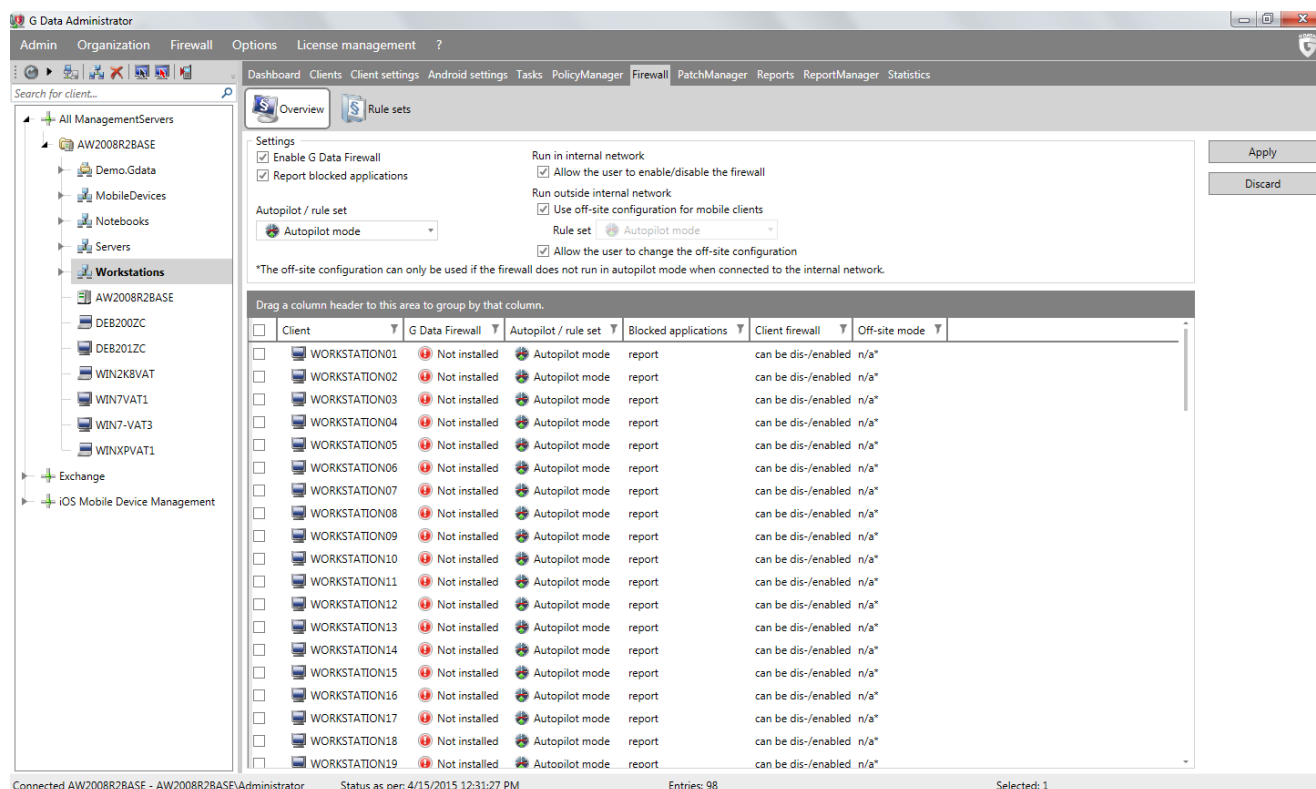 G Data Administrator
Admin Organization Firewall Options License management ?
Search for client...
All ManagementServers
AW2008R2BASE
Demo.Gdata
MobileDevices
Notebooks
Servers
Workstations
AW2008R2BASE
DEB200ZC
DEB201ZC
WIN2K8VAT
WIN7VAT1
WIN7-VAT3
WINXPVAT1
Exchange
iOS Mobile Device Management
Dashboard Clients Client settings Android settings Tasks PolicyManager Firewall PatchManager Reports ReportManager Statistics
Overview Rule sets
Settings
Enable G Data Firewall
Report blocked applications
Autopilot / rule set
Autopilot mode
Run in internal network
Allow the user to enable/disable the firewall
Run outside internal network
Use off-site configuration for mobile clients
Rule set Autopilot mode
Allow the user to change the off-site configuration
*The off-site configuration can only be used if the firewall does not run in autopilot mode when connected to the internal network.
Apply
Discard
Drag a column header to this area to group by that column.
Client G Data Firewall Autopilot / rule set Blocked applications Client firewall Off-site mode
WORKSTATION01 Not installed Autopilot mode report can be dis-/enabled n/a*
WORKSTATION02 Not installed Autopilot mode report can be dis-/enabled n/a*
WORKSTATION03 Not installed Autopilot mode report can be dis-/enabled n/a*
WORKSTATION04 Not installed Autopilot mode report can be dis-/enabled n/a*
WORKSTATION05 Not installed Autopilot mode report can be dis-/enabled n/a*
WORKSTATION06 Not installed Autopilot mode report can be dis-/enabled n/a*
WORKSTATION07 Not installed Autopilot mode report can be dis-/enabled n/a*
WORKSTATION08 Not installed Autopilot mode report can be dis-/enabled n/a*
WORKSTATION09 Not installed Autopilot mode report can be dis-/enabled n/a*
WORKSTATION10 Not installed Autopilot mode report can be dis-/enabled n/a*
WORKSTATION11 Not installed Autopilot mode report can be dis-/enabled n/a*
WORKSTATION12 Not installed Autopilot mode report can be dis-/enabled n/a*
WORKSTATION13 Not installed Autopilot mode report can be dis-/enabled n/a*
WORKSTATION14 Not installed Autopilot mode report can be dis-/enabled n/a*
WORKSTATION15 Not installed Autopilot mode report can be dis-/enabled n/a*
WORKSTATION16 Not installed Autopilot mode report can be dis-/enabled n/a*
WORKSTATION17 Not installed Autopilot mode report can be dis-/enabled n/a*
WORKSTATION18 Not installed Autopilot mode report can be dis-/enabled n/a*
WORKSTATION19 Not installed Autopilot mode report can be dis-/enabled n/a*
Connected AW2008R2BASE - AW2008R2BASE\Administrator Status as per: 4/15/2015 12:31:27 PM Entries: 98 Selected: 1